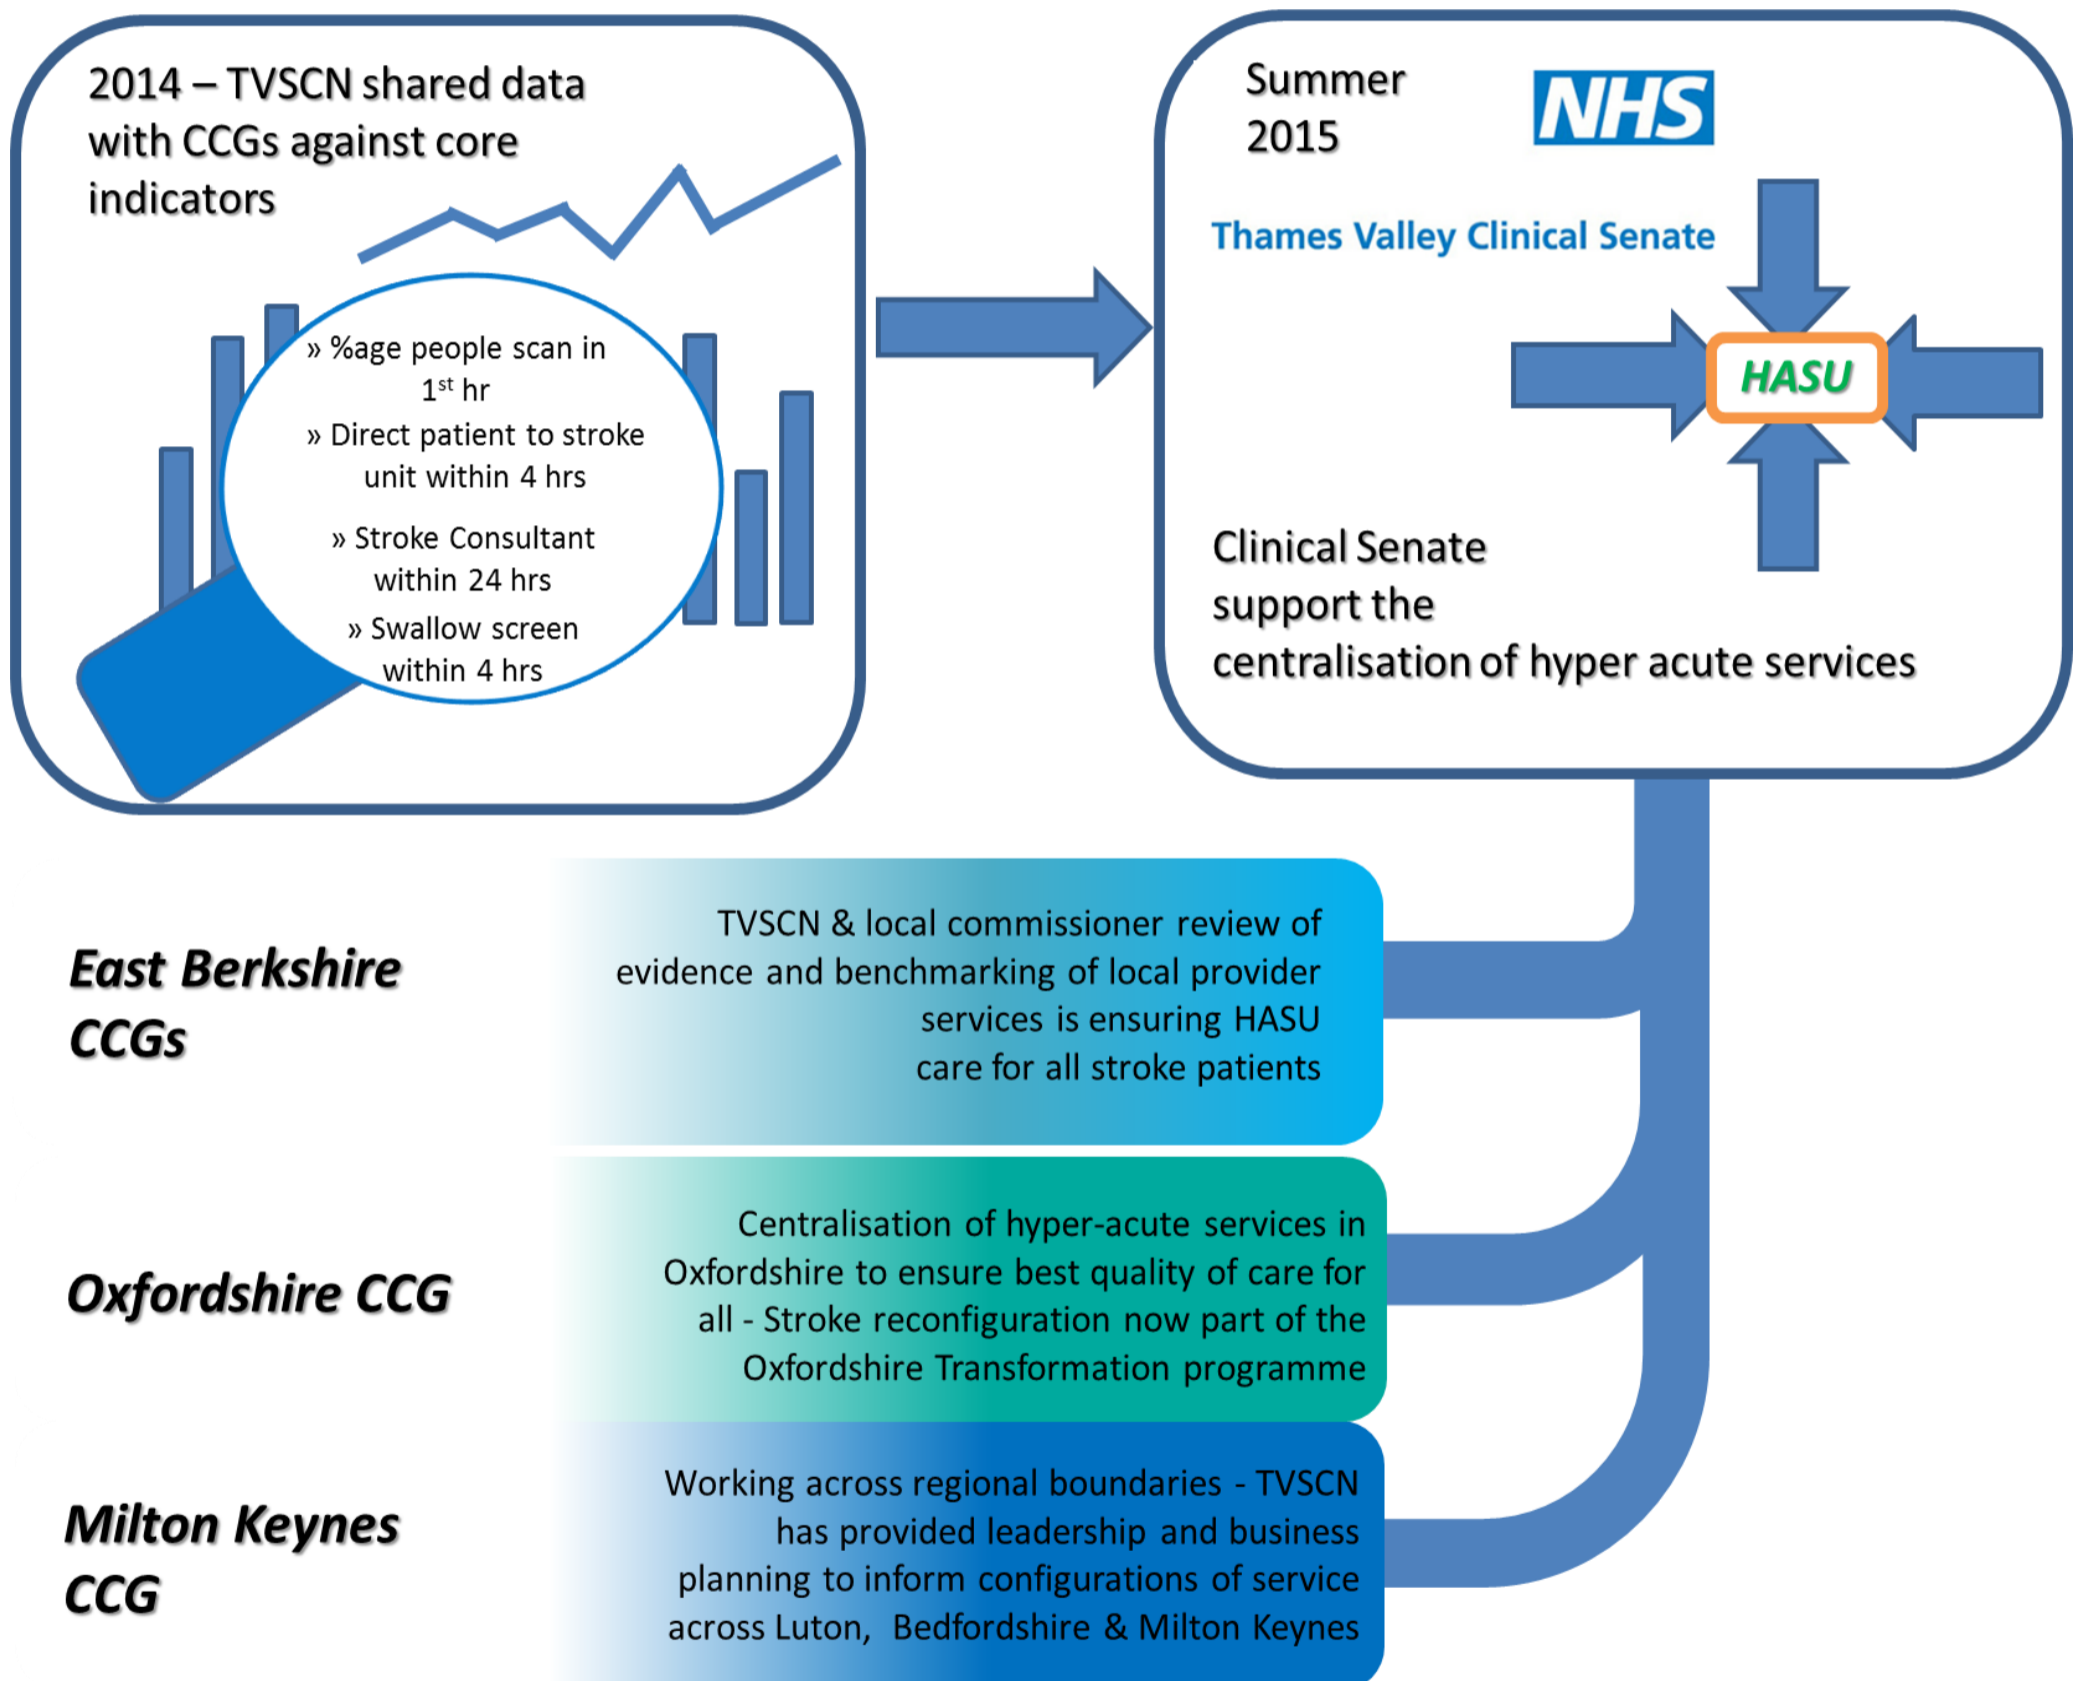 2014 – TVSCN shared data
with CCGs against core
indicators
» %age people scan in
1st hr
» Direct patient to stroke
unit within 4 hrs
» Stroke Consultant
within 24 hrs
» Swallow screen
within 4 hrs
Summer
2015
NHS
Thames Valley Clinical Senate
HASU
Clinical Senate
support the
centralisation of hyper acute services
East Berkshire
CCGs
TVSCN & local commissioner review of
evidence and benchmarking of local provider
services is ensuring HASU
care for all stroke patients
Oxfordshire CCG
Centralisation of hyper-acute services in
Oxfordshire to ensure best quality of care for
all - Stroke reconfiguration now part of the
Oxfordshire Transformation programme
Milton Keynes
CCG
Working across regional boundaries - TVSCN
has provided leadership and business
planning to inform configurations of service
across Luton, Bedfordshire & Milton Keynes